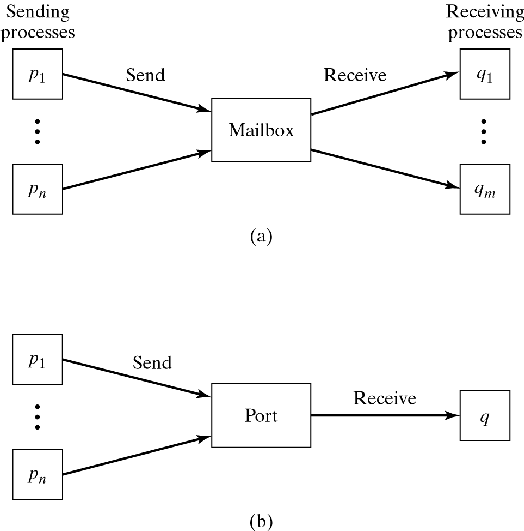 Sending
processes
Receiving
processes
p1
Send
Receive
q1
Mailbox
pn
qm
(a)
p1
Send
Receive
Port
q
pn
(b)